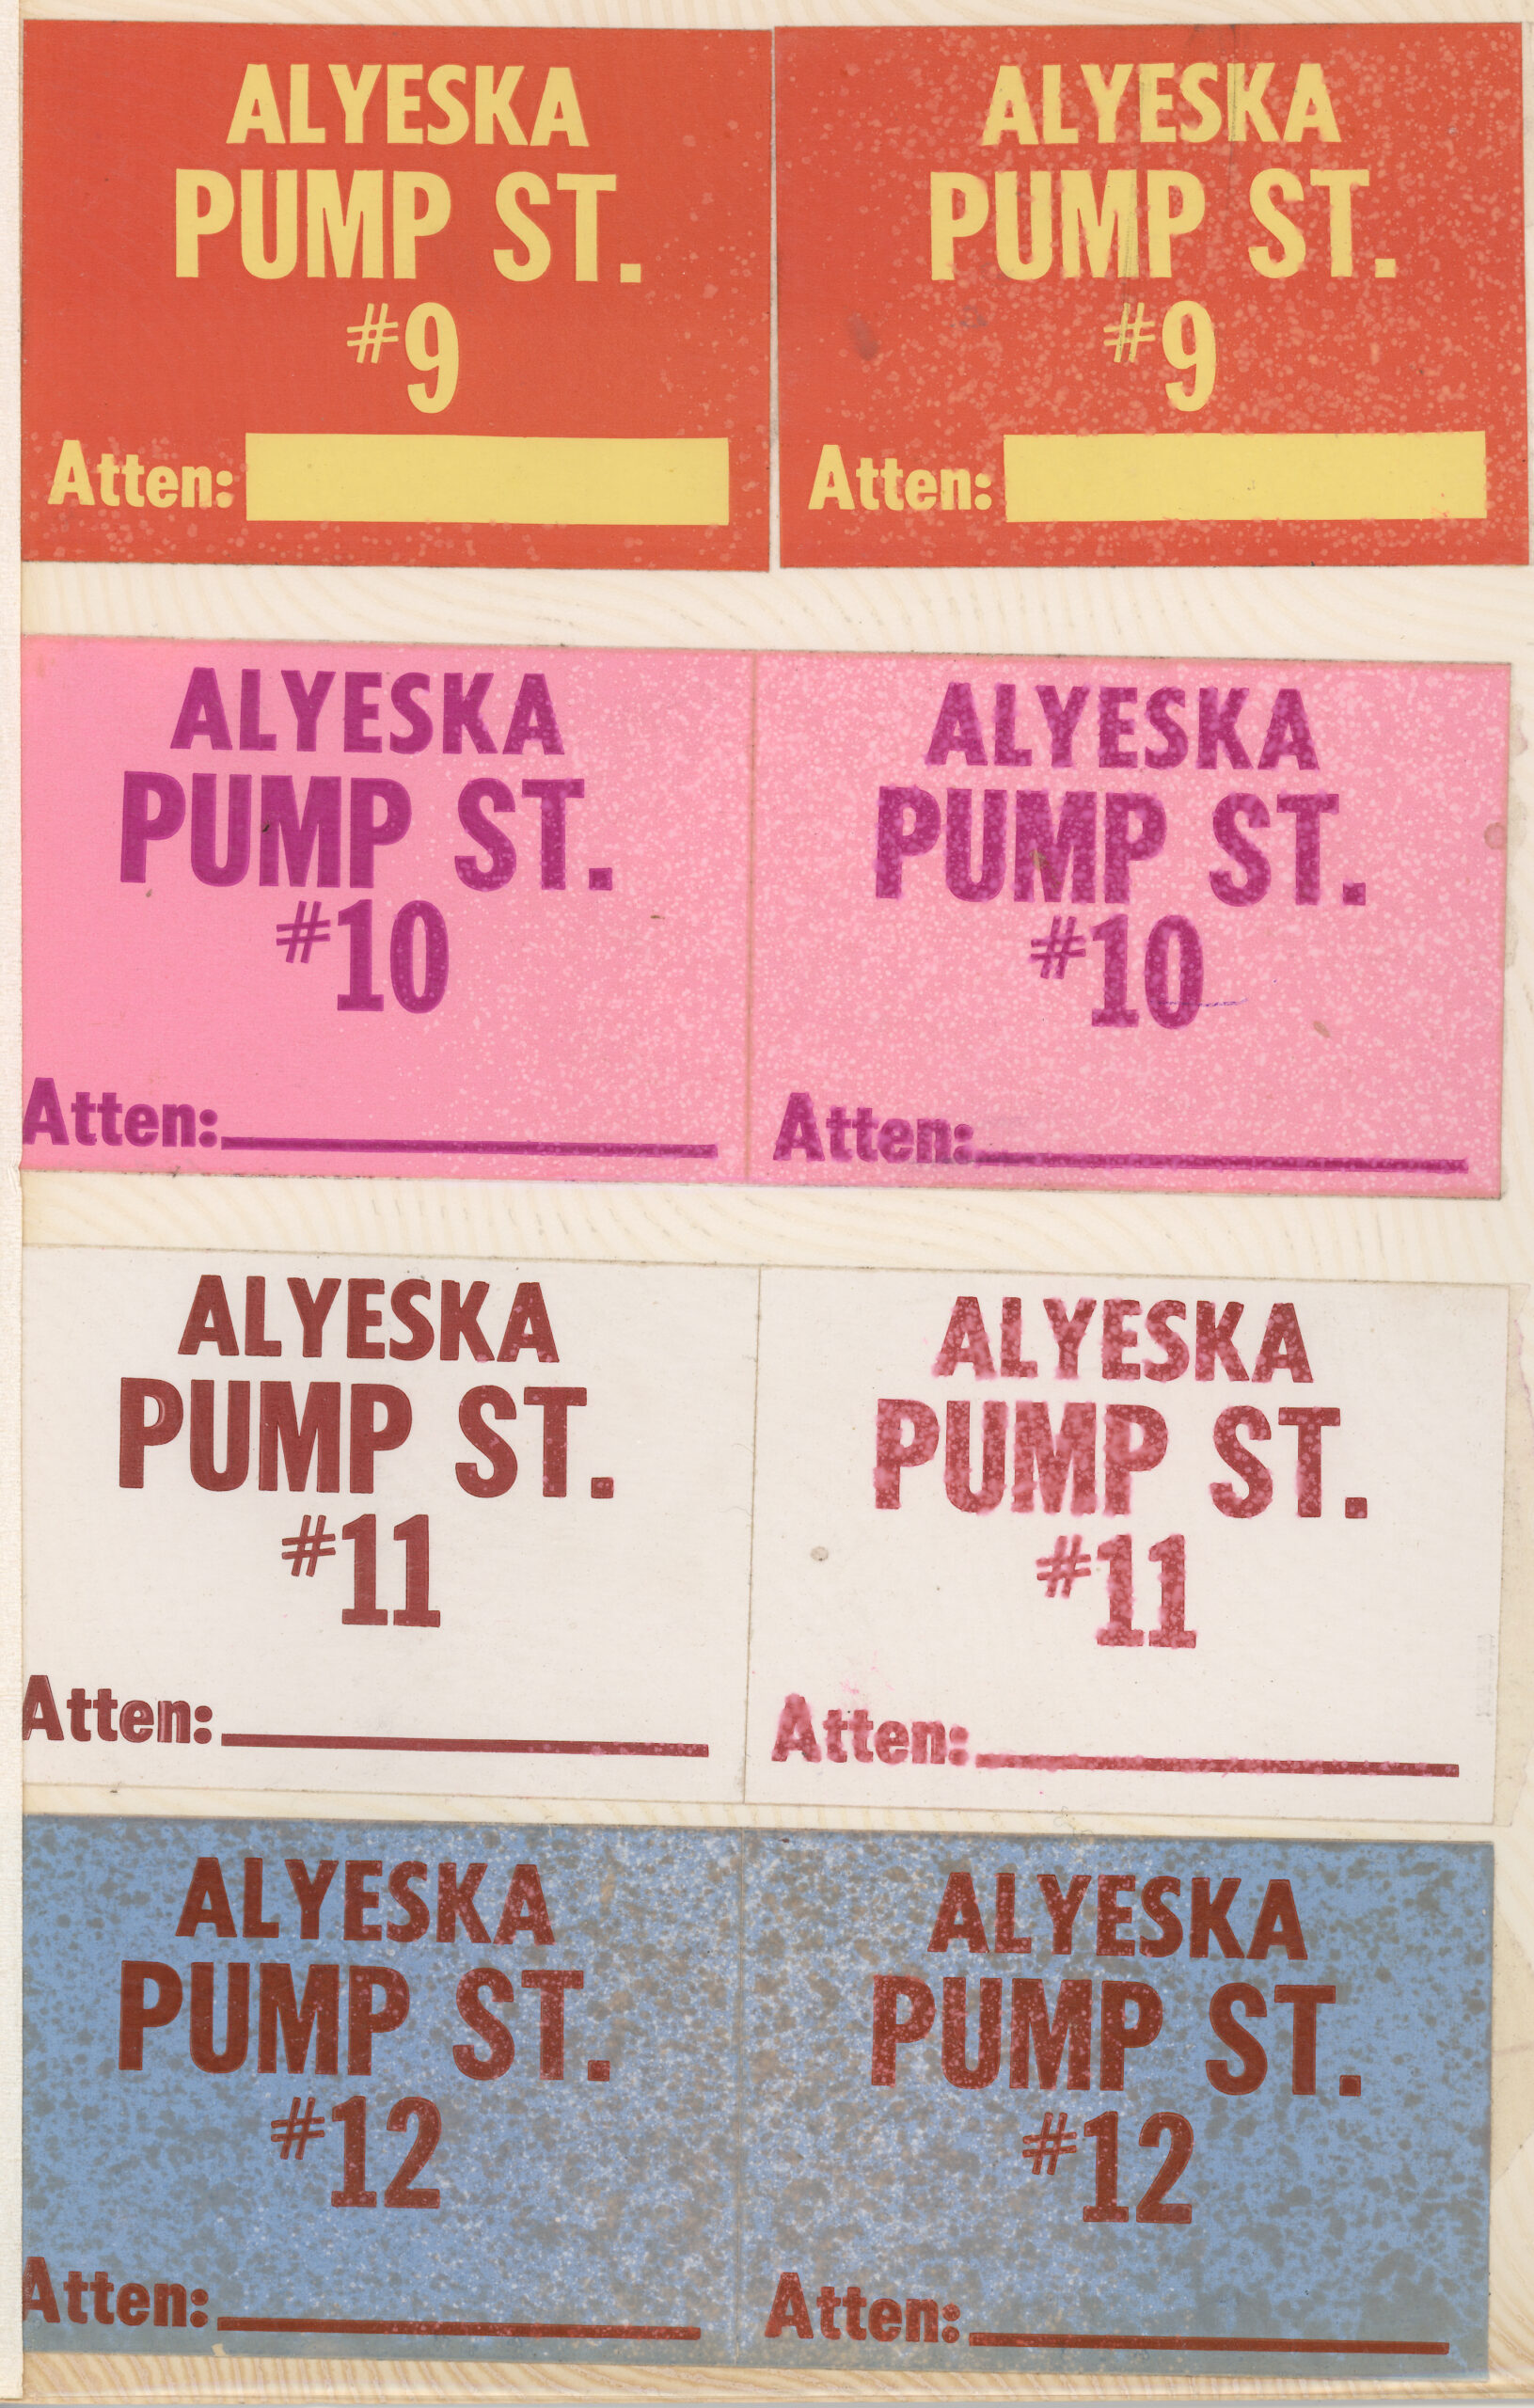 ALYESKA
PUMP ST.
#9
Atten:
ALYESKA
PUMP ST.
#9
Atten:
ALYESKA
PUMP ST.
#10
Atten:
ALYESKA
PUMP ST.
#10
Atten:
ALYESKA
PUMP ST.
#11
Atten:
ALYESKA
PUMP ST.
#11
Atten:
ALYESKA
PUMP ST.
#12
Atten:
ALYESKA
PUMP ST.
#12
Atten: